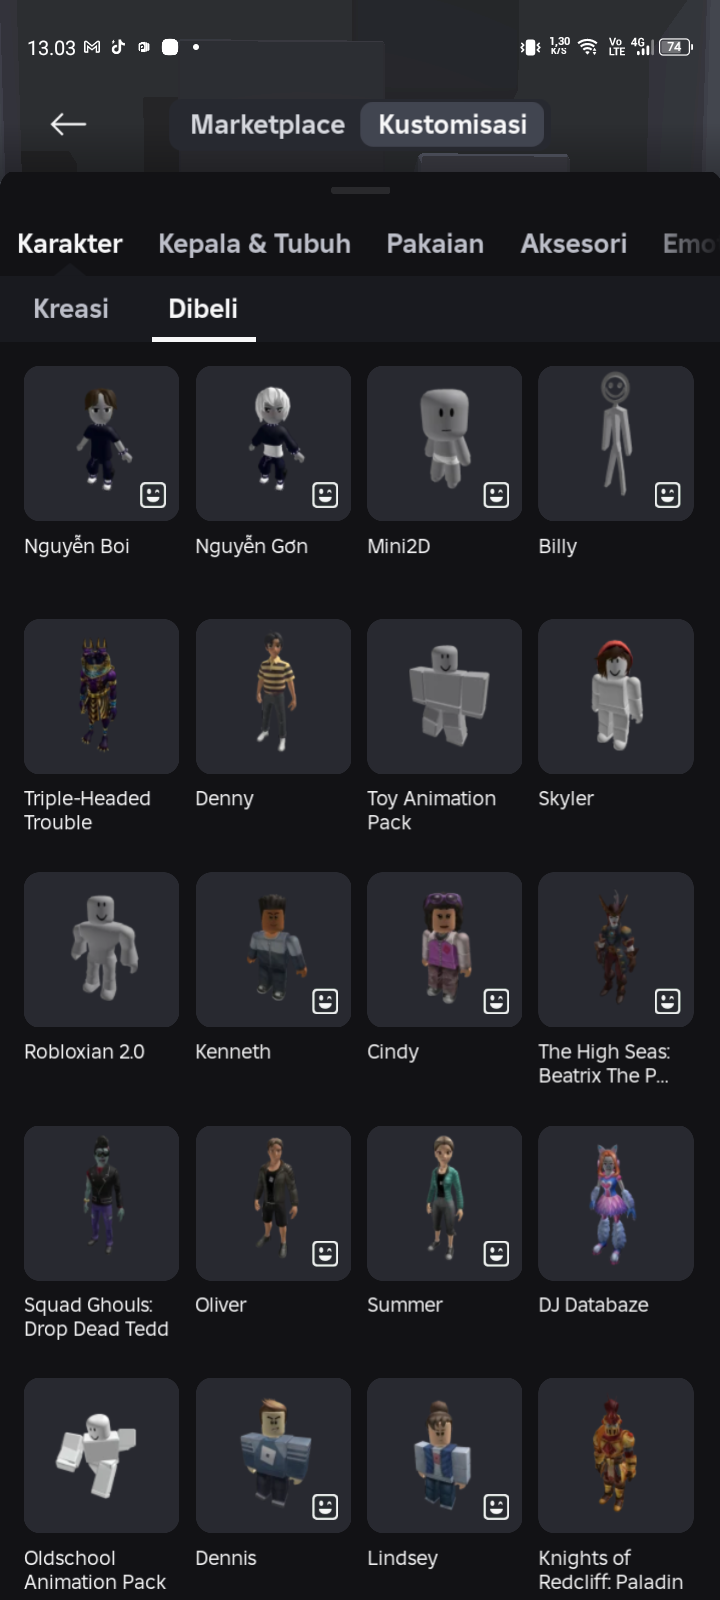 13.03
1,30
K/S
Vo
LTE
4G
74
Marketplace
Kustomisasi
Karakter
Kepala & Tubuh
Pakaian
Aksesori
Emo
Kreasi
Dibeli
Nguyễn Boi
Nguyễn Gơn
Mini2D
Billy
Triple-Headed
Trouble
Denny
Toy Animation
Pack
Skyler
Robloxian 2.0
Kenneth
Cindy
The High Seas:
Beatrix The P...
Squad Ghouls:
Drop Dead Tedd
Oliver
Summer
DJ Databaze
Oldschool
Animation Pack
Dennis
Lindsey
Knights of
Redcliff: Paladin